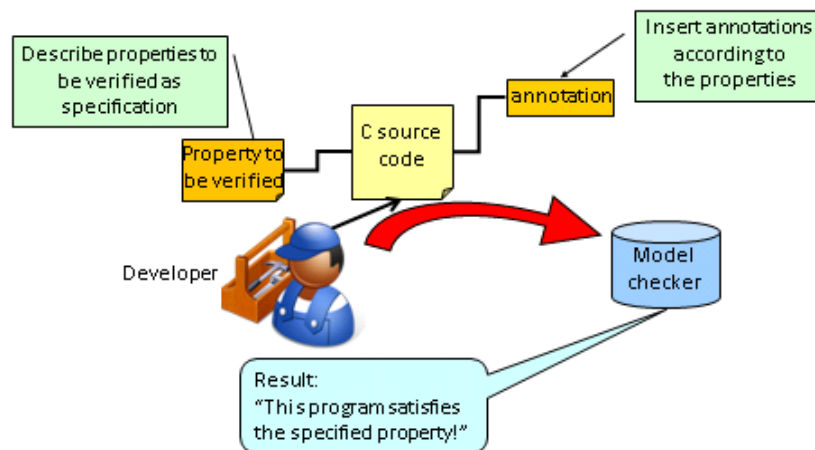 Describe properties to
be verified as
specification
Insert annotations
according to
the properties
annotation
C source
code
Property to
be verified
Developer
Model
checker
Result:
“This program satisfies
the specified property!”